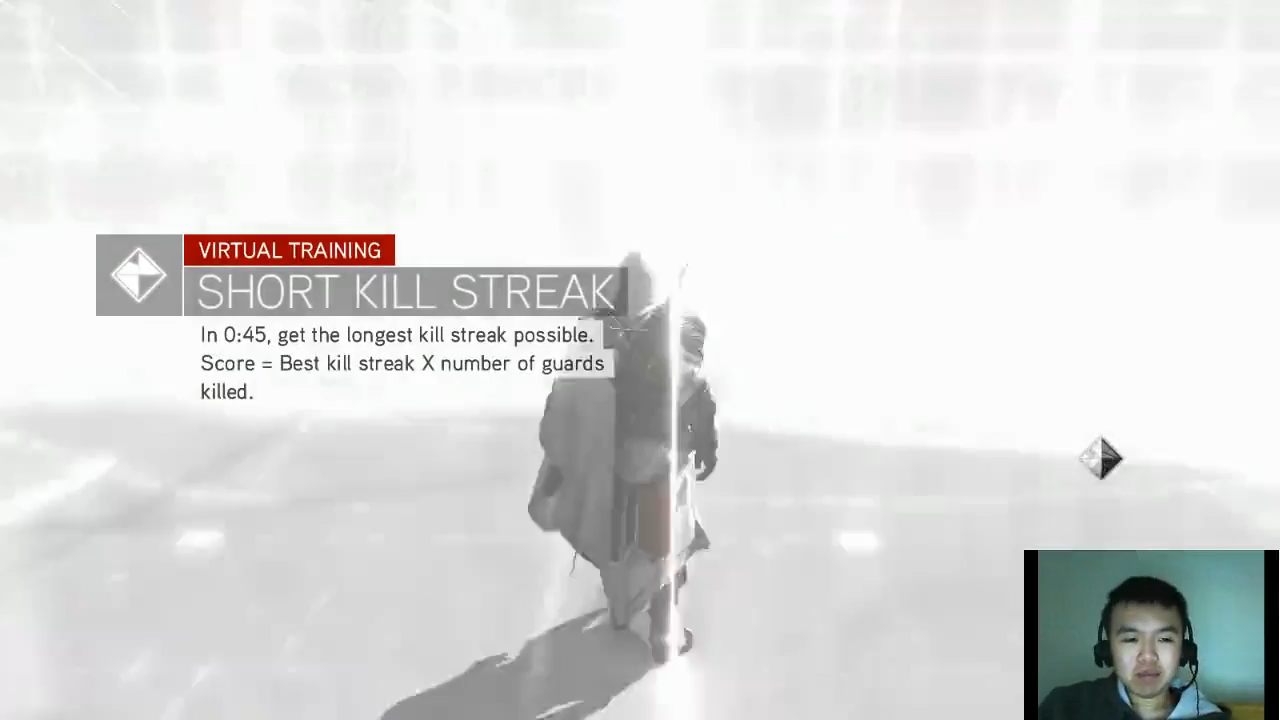 VIRTUAL TRAINING
SHORT KILL STREAK
In 0:45, get the longest kill streak possible.
Score = Best kill streak X number of guards
killed.